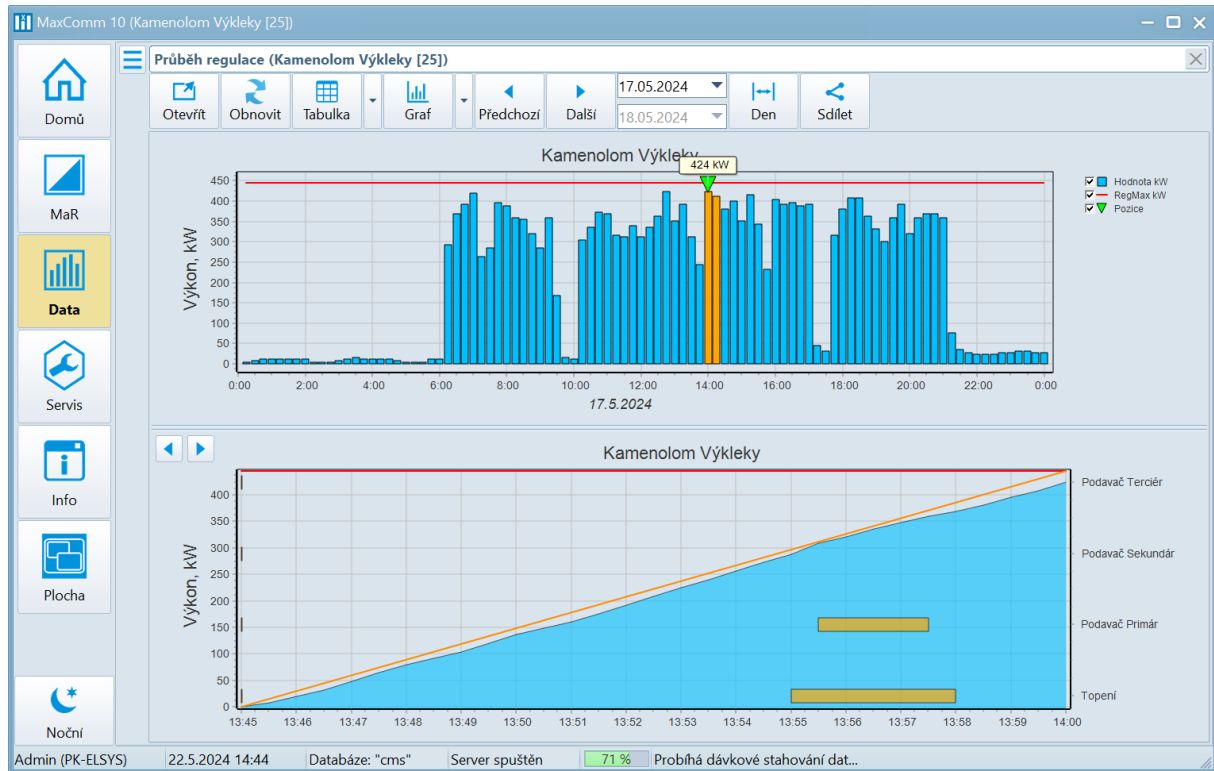 MaxComm 10 (Kamenolom Výkleky [25])
Průběh regulace (Kamenolom Výkleky [25])
Domů
MaR
Data
Servis
Info
Plocha
Noční
Otevřít Obnovit Tabulka Graf Předchozí Další 17.05.2024 18.05.2024 Den Sdílet
Kamenolom Výkleky
424 kW
Hodnota kW
RegMax kW
Pozice
Výkon, kW
450
400
350
300
250
200
150
100
50
0
0:00 2:00 4:00 6:00 8:00 10:00 12:00 14:00 16:00 18:00 20:00 22:00 0:00
17.5.2024
Kamenolom Výkleky
Výkon, kW
400
350
300
250
200
150
100
50
0
Podavač Terciér
Podavač Sekundár
Podavač Primár
Topení
13:45 13:46 13:47 13:48 13:49 13:50 13:51 13:52 13:53 13:54 13:55 13:56 13:57 13:58 13:59 14:00
Admin (PK-ELSYS) 22.5.2024 14:44 Databáze: "cms" Server spuštěn 71 % Probíhá dávkové stahování dat...